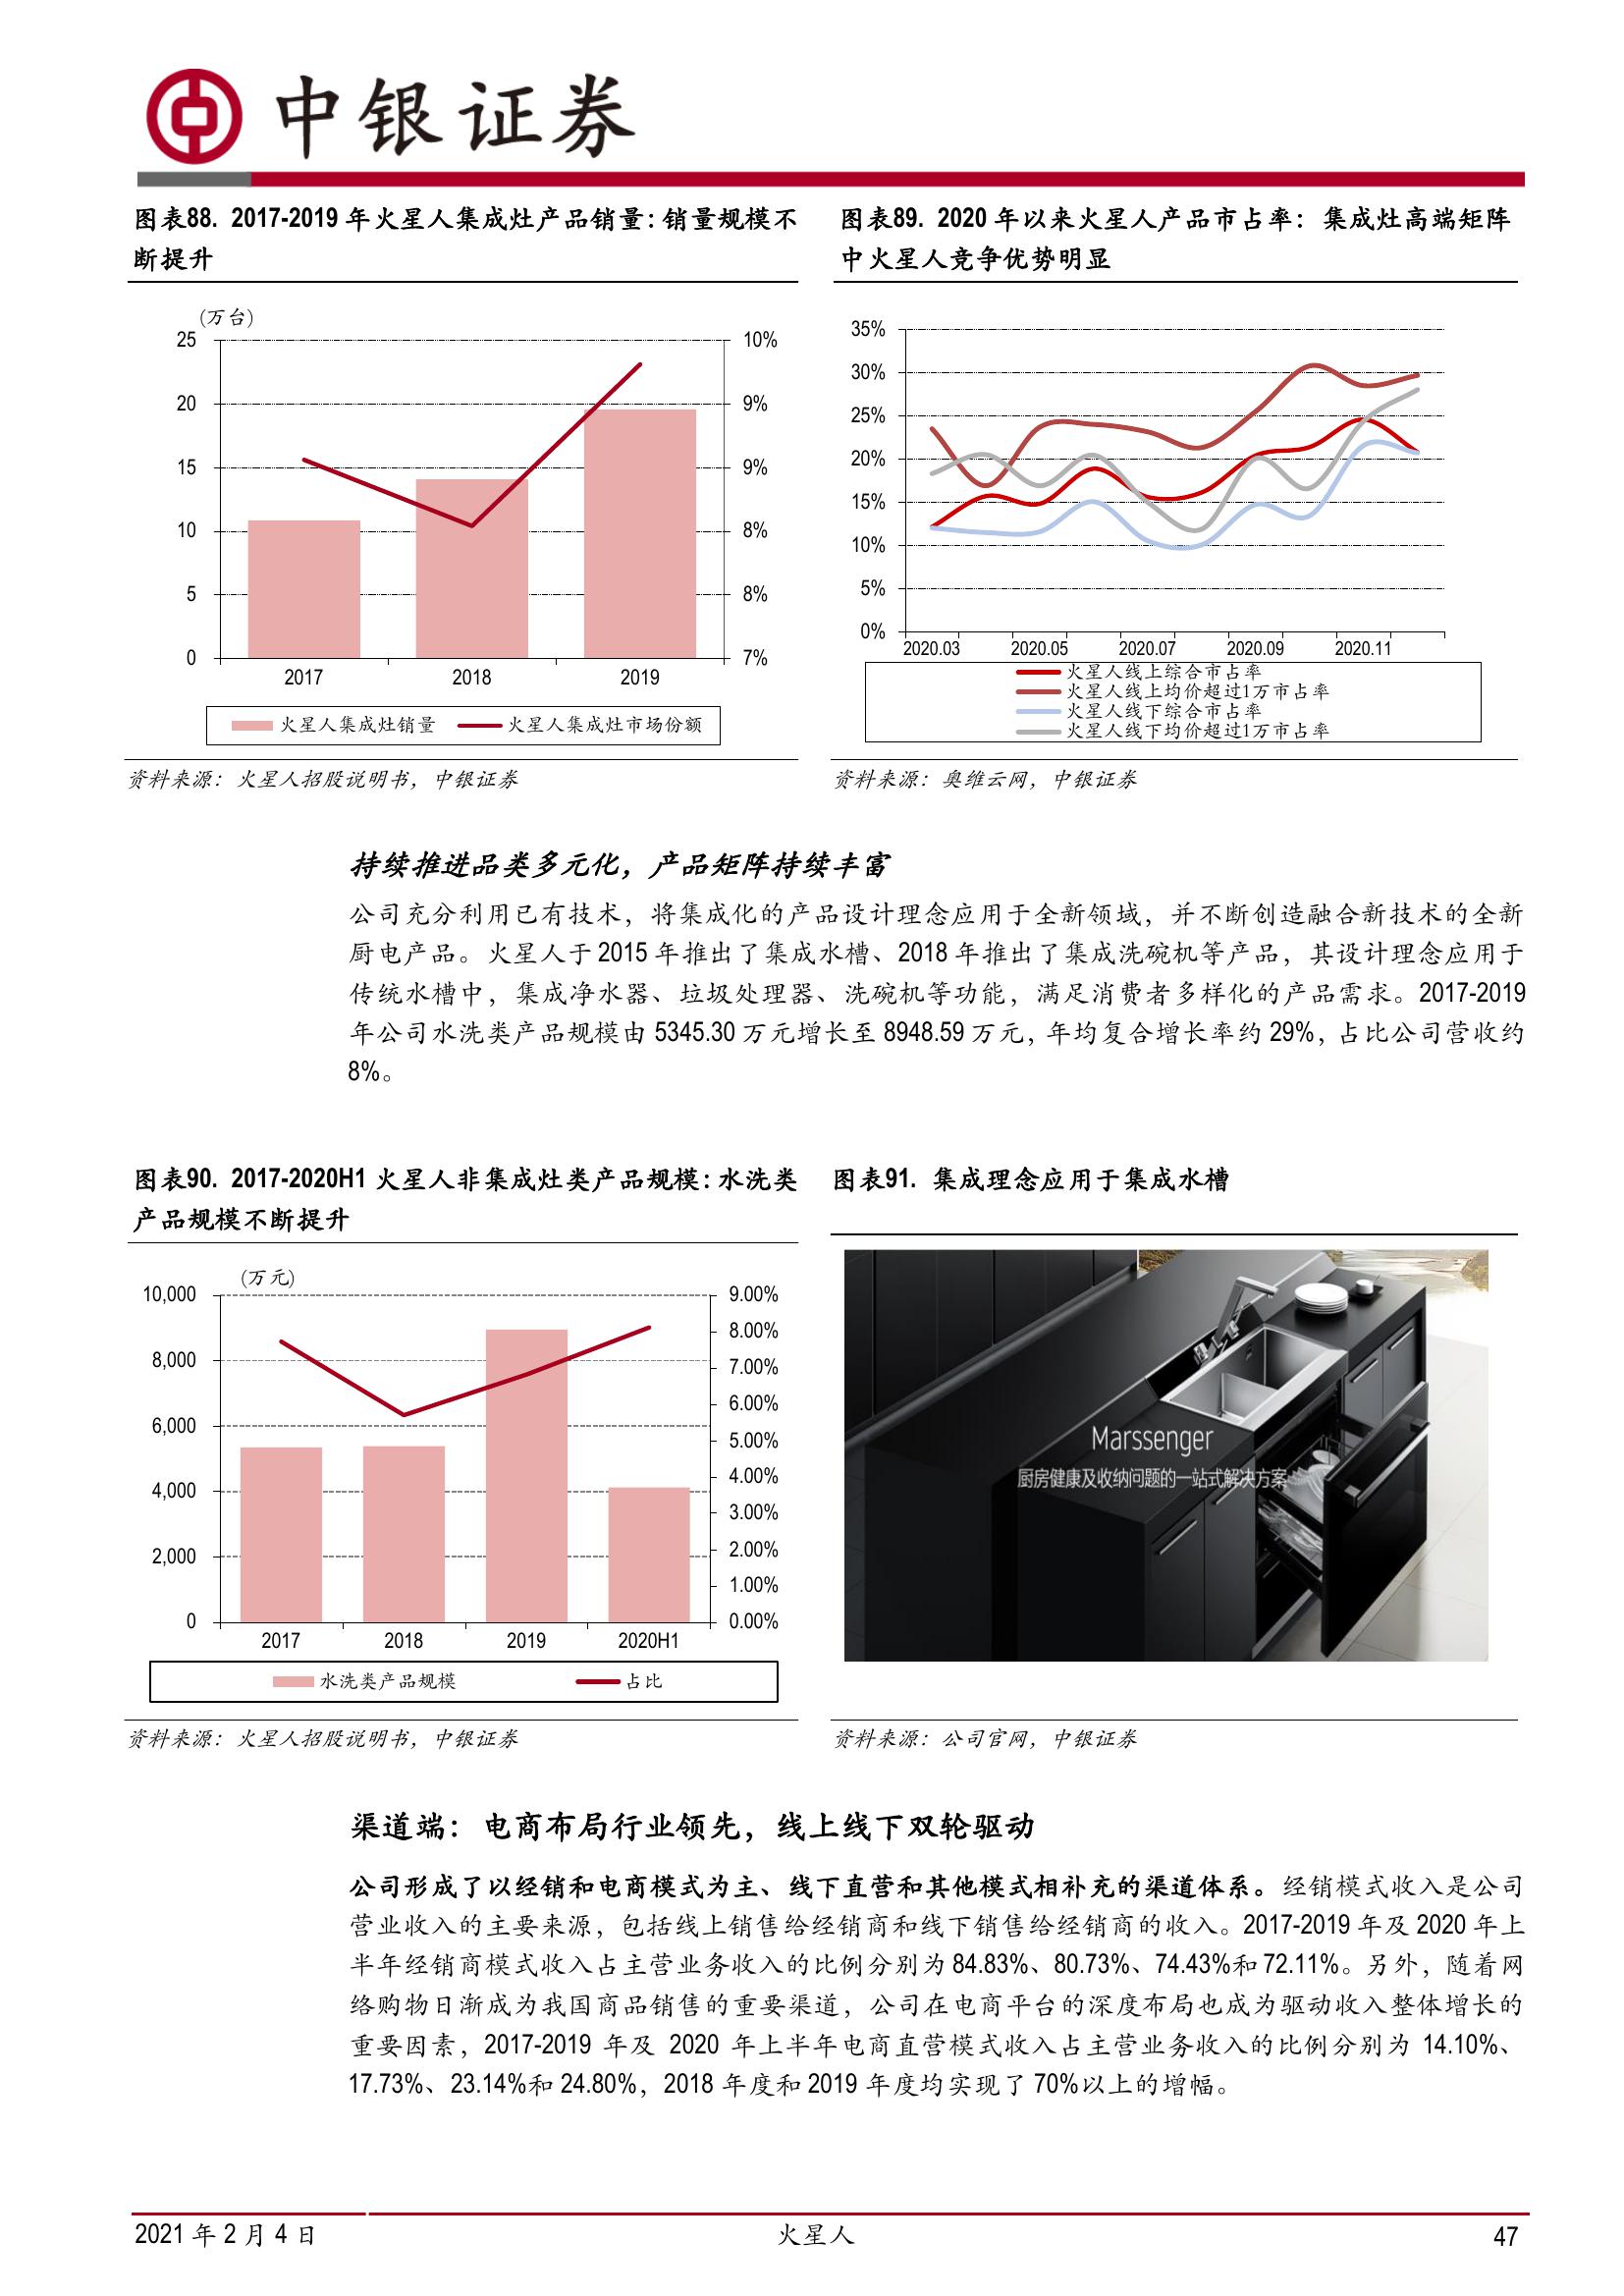 中银证券
图表88. 2017-2019 年火星人集成灶产品销量：销量规模不
断提升
(万台)
25
20
15
10
5
0
10%
9%
9%
8%
8%
7%
2017
2018
2019
火星人集成灶销量
火星人集成灶市场份额
资料来源：火星人招股说明书，中银证券
图表89. 2020 年以来火星人产品市占率：集成灶高端矩阵
中火星人竞争优势明显
35%
30%
25%
20%
15%
10%
5%
0%
2020.03
2020.05
2020.07
2020.09
2020.11
火星人线上综合市占率
火星人线上均价超过1万市占率
火星人线下综合市占率
火星人线下均价超过1万市占率
资料来源：奥维云网，中银证券
持续推进品类多元化，产品矩阵持续丰富
公司充分利用已有技术，将集成化的产品设计理念应用于全新领域，并不断创造融合新技术的全新
厨电产品。火星人于 2015 年推出了集成水槽、2018 年推出了集成洗碗机等产品，其设计理念应用于
传统水槽中，集成净水器、垃圾处理器、洗碗机等功能，满足消费者多样化的产品需求。2017-2019
年公司水洗类产品规模由 5345.30 万元增长至 8948.59 万元，年均复合增长率约 29%，占比公司营收约
8%。
图表90. 2017-2020H1 火星人非集成灶类产品规模：水洗类
产品规模不断提升
(万元)
10,000
8,000
6,000
4,000
2,000
0
9.00%
8.00%
7.00%
6.00%
5.00%
4.00%
3.00%
2.00%
1.00%
0.00%
2017
2018
2019
2020H1
水洗类产品规模
占比
资料来源：火星人招股说明书，中银证券
图表91. 集成理念应用于集成水槽
Marssenger
厨房健康及收纳问题的一站式解决方案
资料来源：公司官网，中银证券
渠道端：电商布局行业领先，线上线下双轮驱动
公司形成了以经销和电商模式为主、线下直营和其他模式相补充的渠道体系。经销模式收入是公司
营业收入的主要来源，包括线上销售给经销商和线下销售给经销商的收入。2017-2019 年及 2020 年上
半年经销商模式收入占主营业务收入的比例分别为 84.83%、80.73%、74.43%和 72.11%。另外，随着网
络购物日渐成为我国商品销售的重要渠道，公司在电商平台的深度布局也成为驱动收入整体增长的
重要因素，2017-2019 年及 2020 年上半年电商直营模式收入占主营业务收入的比例分别为 14.10%、
17.73%、23.14%和 24.80%，2018 年度和 2019 年度均实现了 70%以上的增幅。
2021 年 2 月 4 日
火星人
47